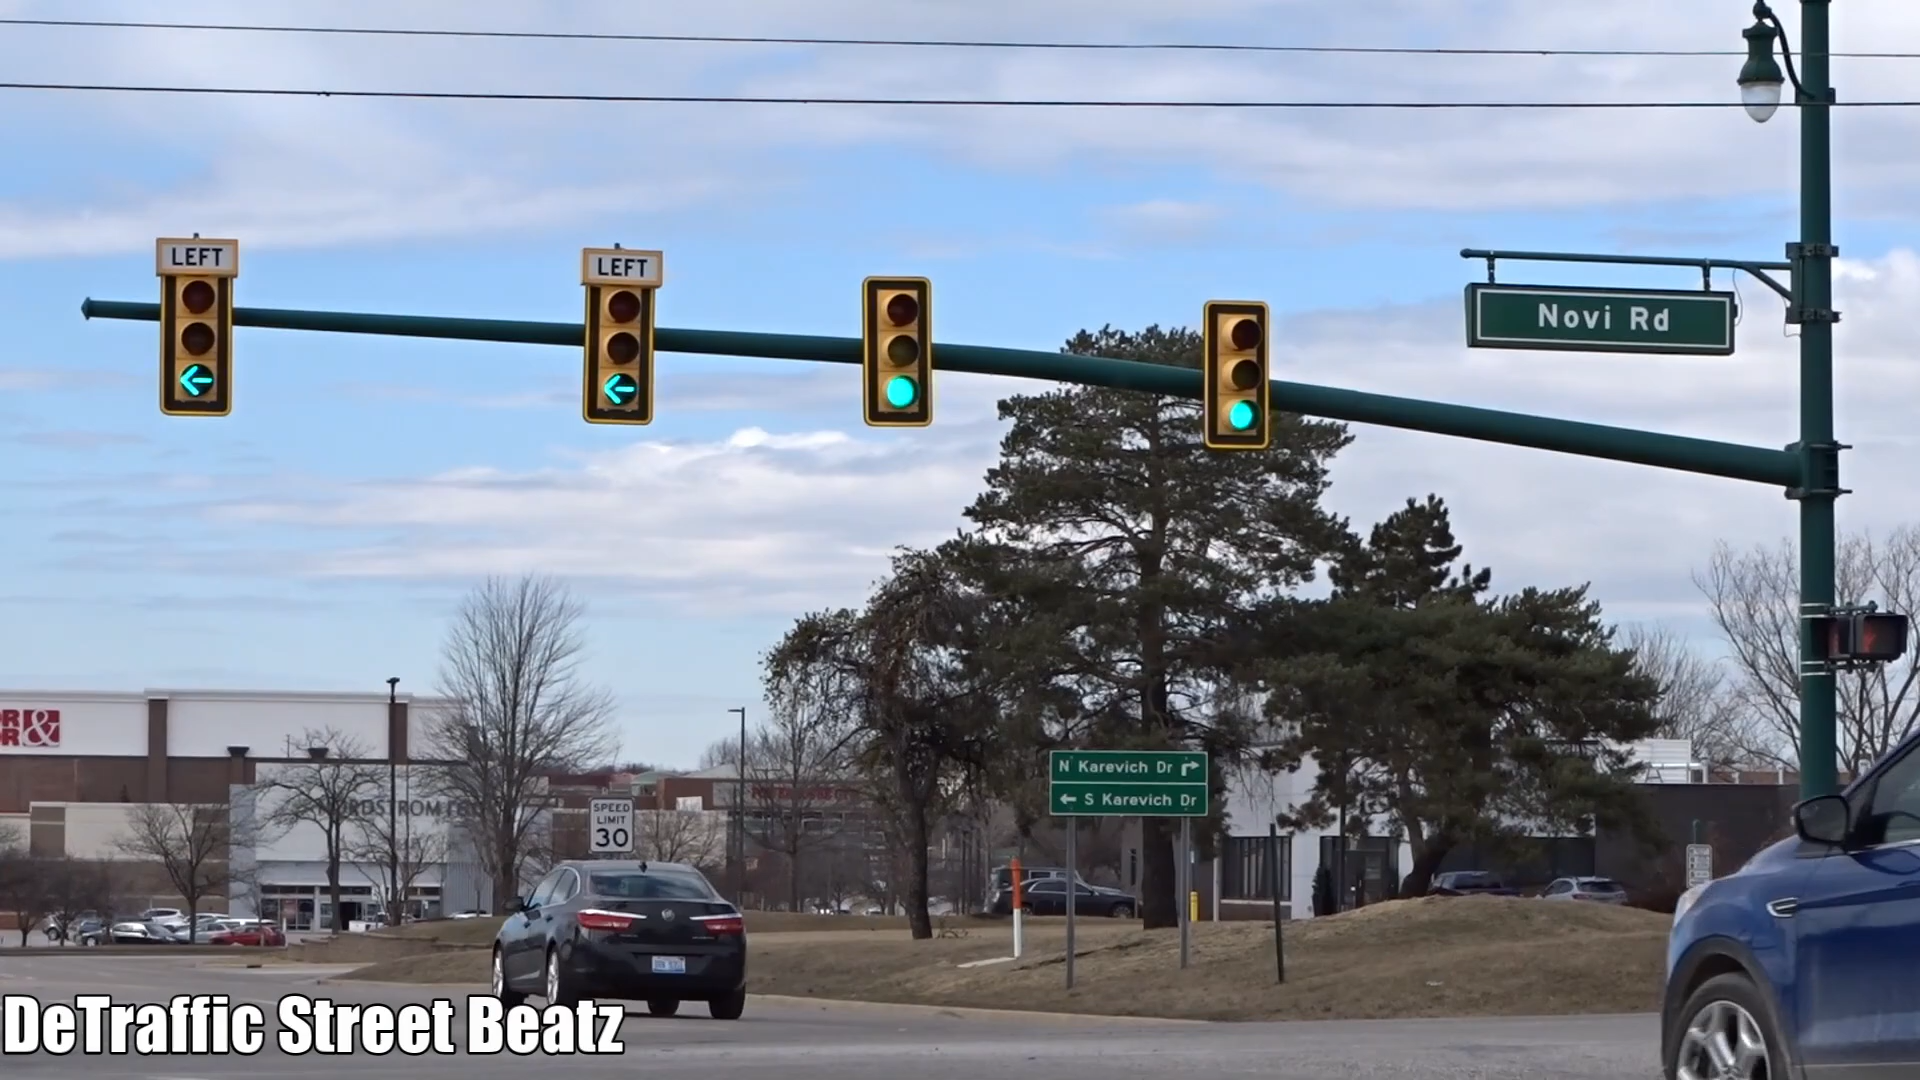 LEFT
LEFT
Novi Rd
N Karevich Dr
S Karevich Dr
SPEED
LIMIT
30
&
DeTraffic Street Beatz